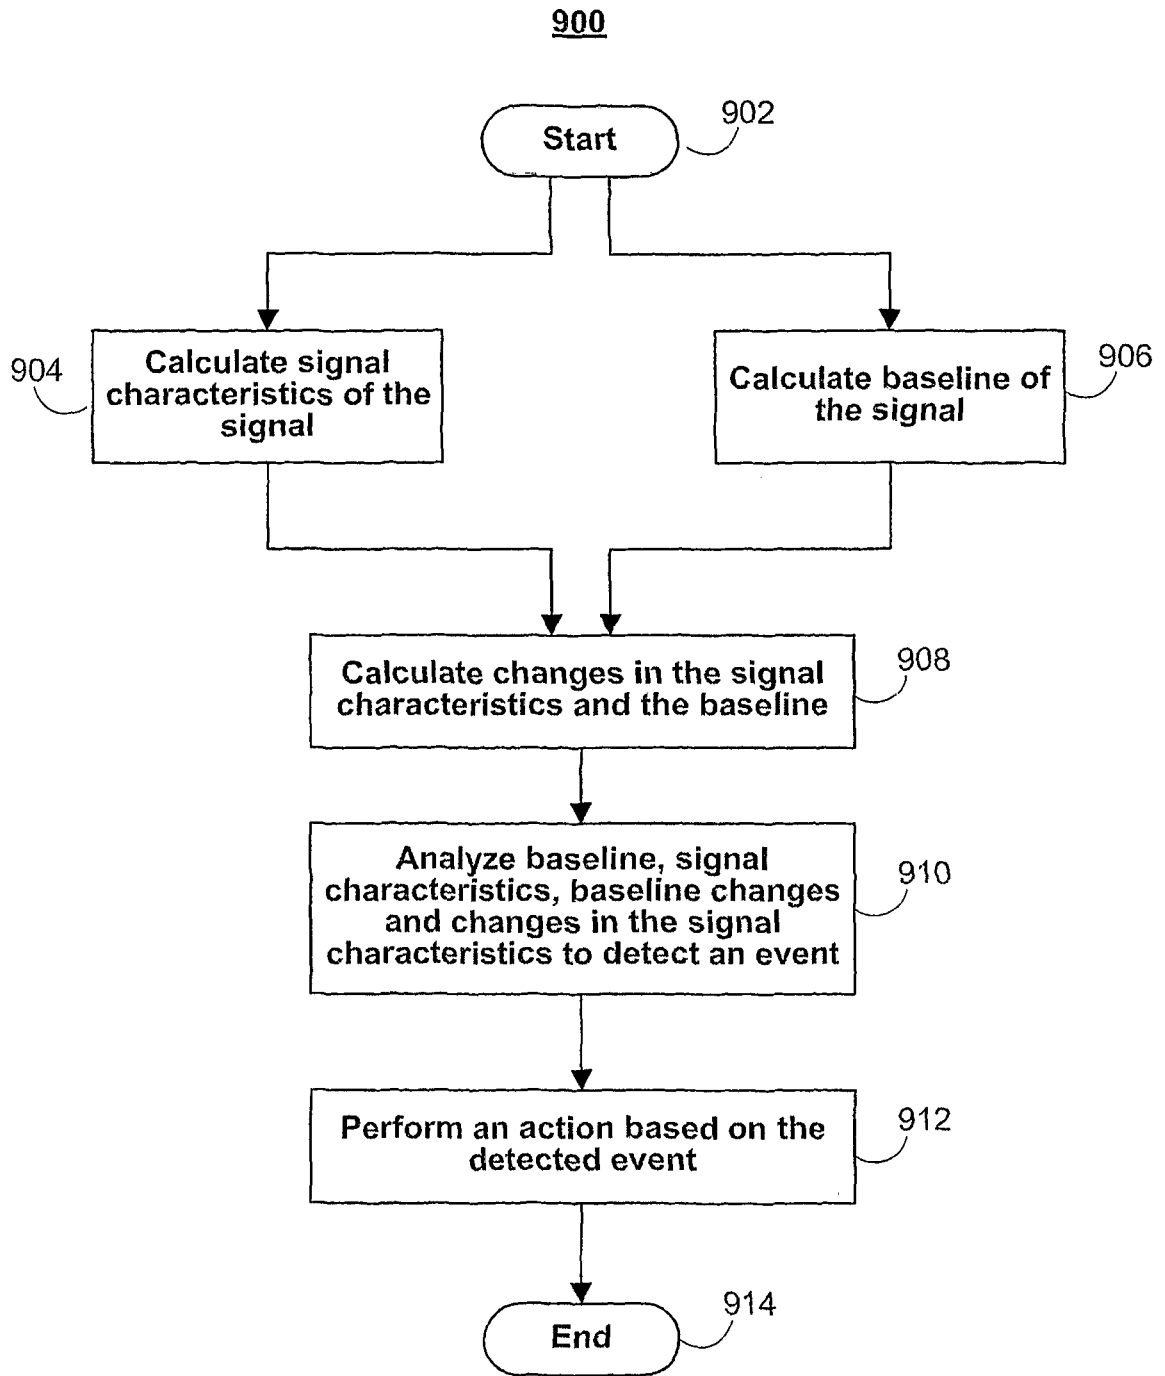 900
Start
902
904
Calculate signal
characteristics of the
signal
Calculate baseline of
the signal
906
Calculate changes in the signal
characteristics and the baseline
908
Analyze baseline, signal
characteristics, baseline changes
and changes in the signal
characteristics to detect an event
910
Perform an action based on the
detected event
912
End
914